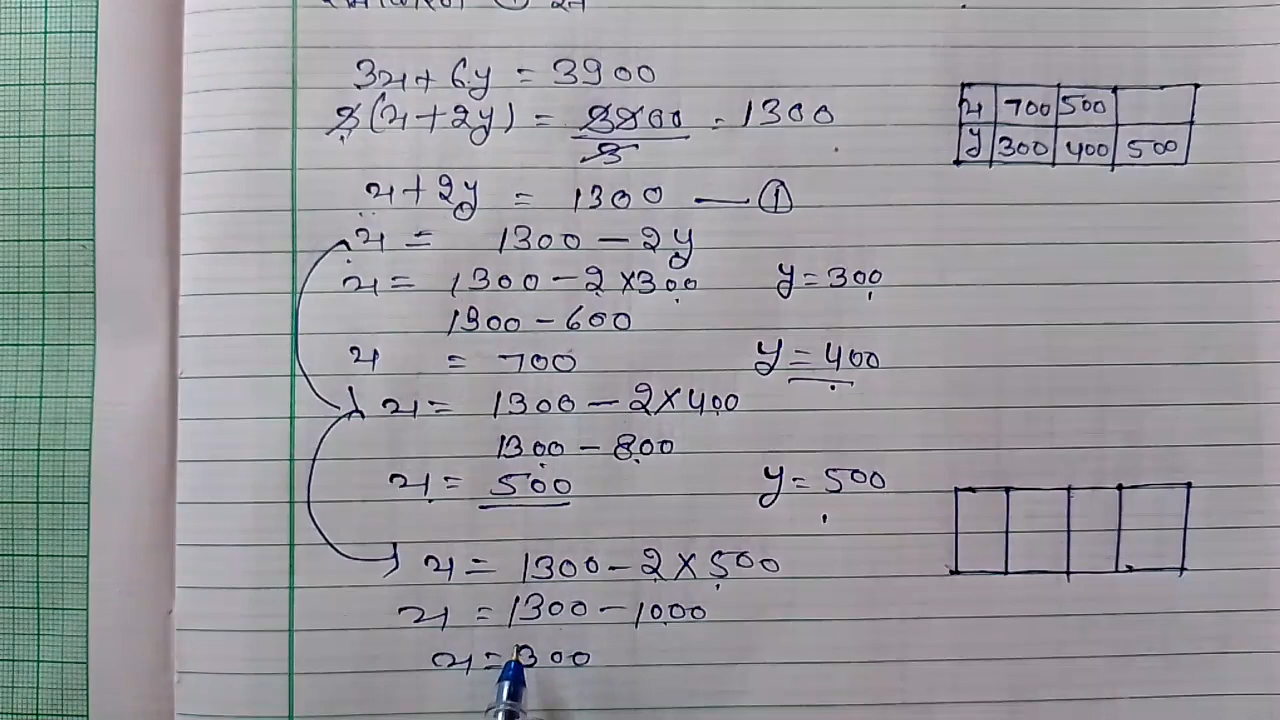 3x + 6y = 3900
3(x + 2y) = 3900/3 = 1300
x + 2y = 1300 — ①
x = 1300 - 2y
x = 1300 - 2 × 300 y = 300
1300 - 600
x = 700 y = 400
x = 1300 - 2 × 400
1300 - 800
x = 500 y = 500
x = 1300 - 2 × 500
x = 1300 - 1000
x = 300
x 700 500
y 300 400 500